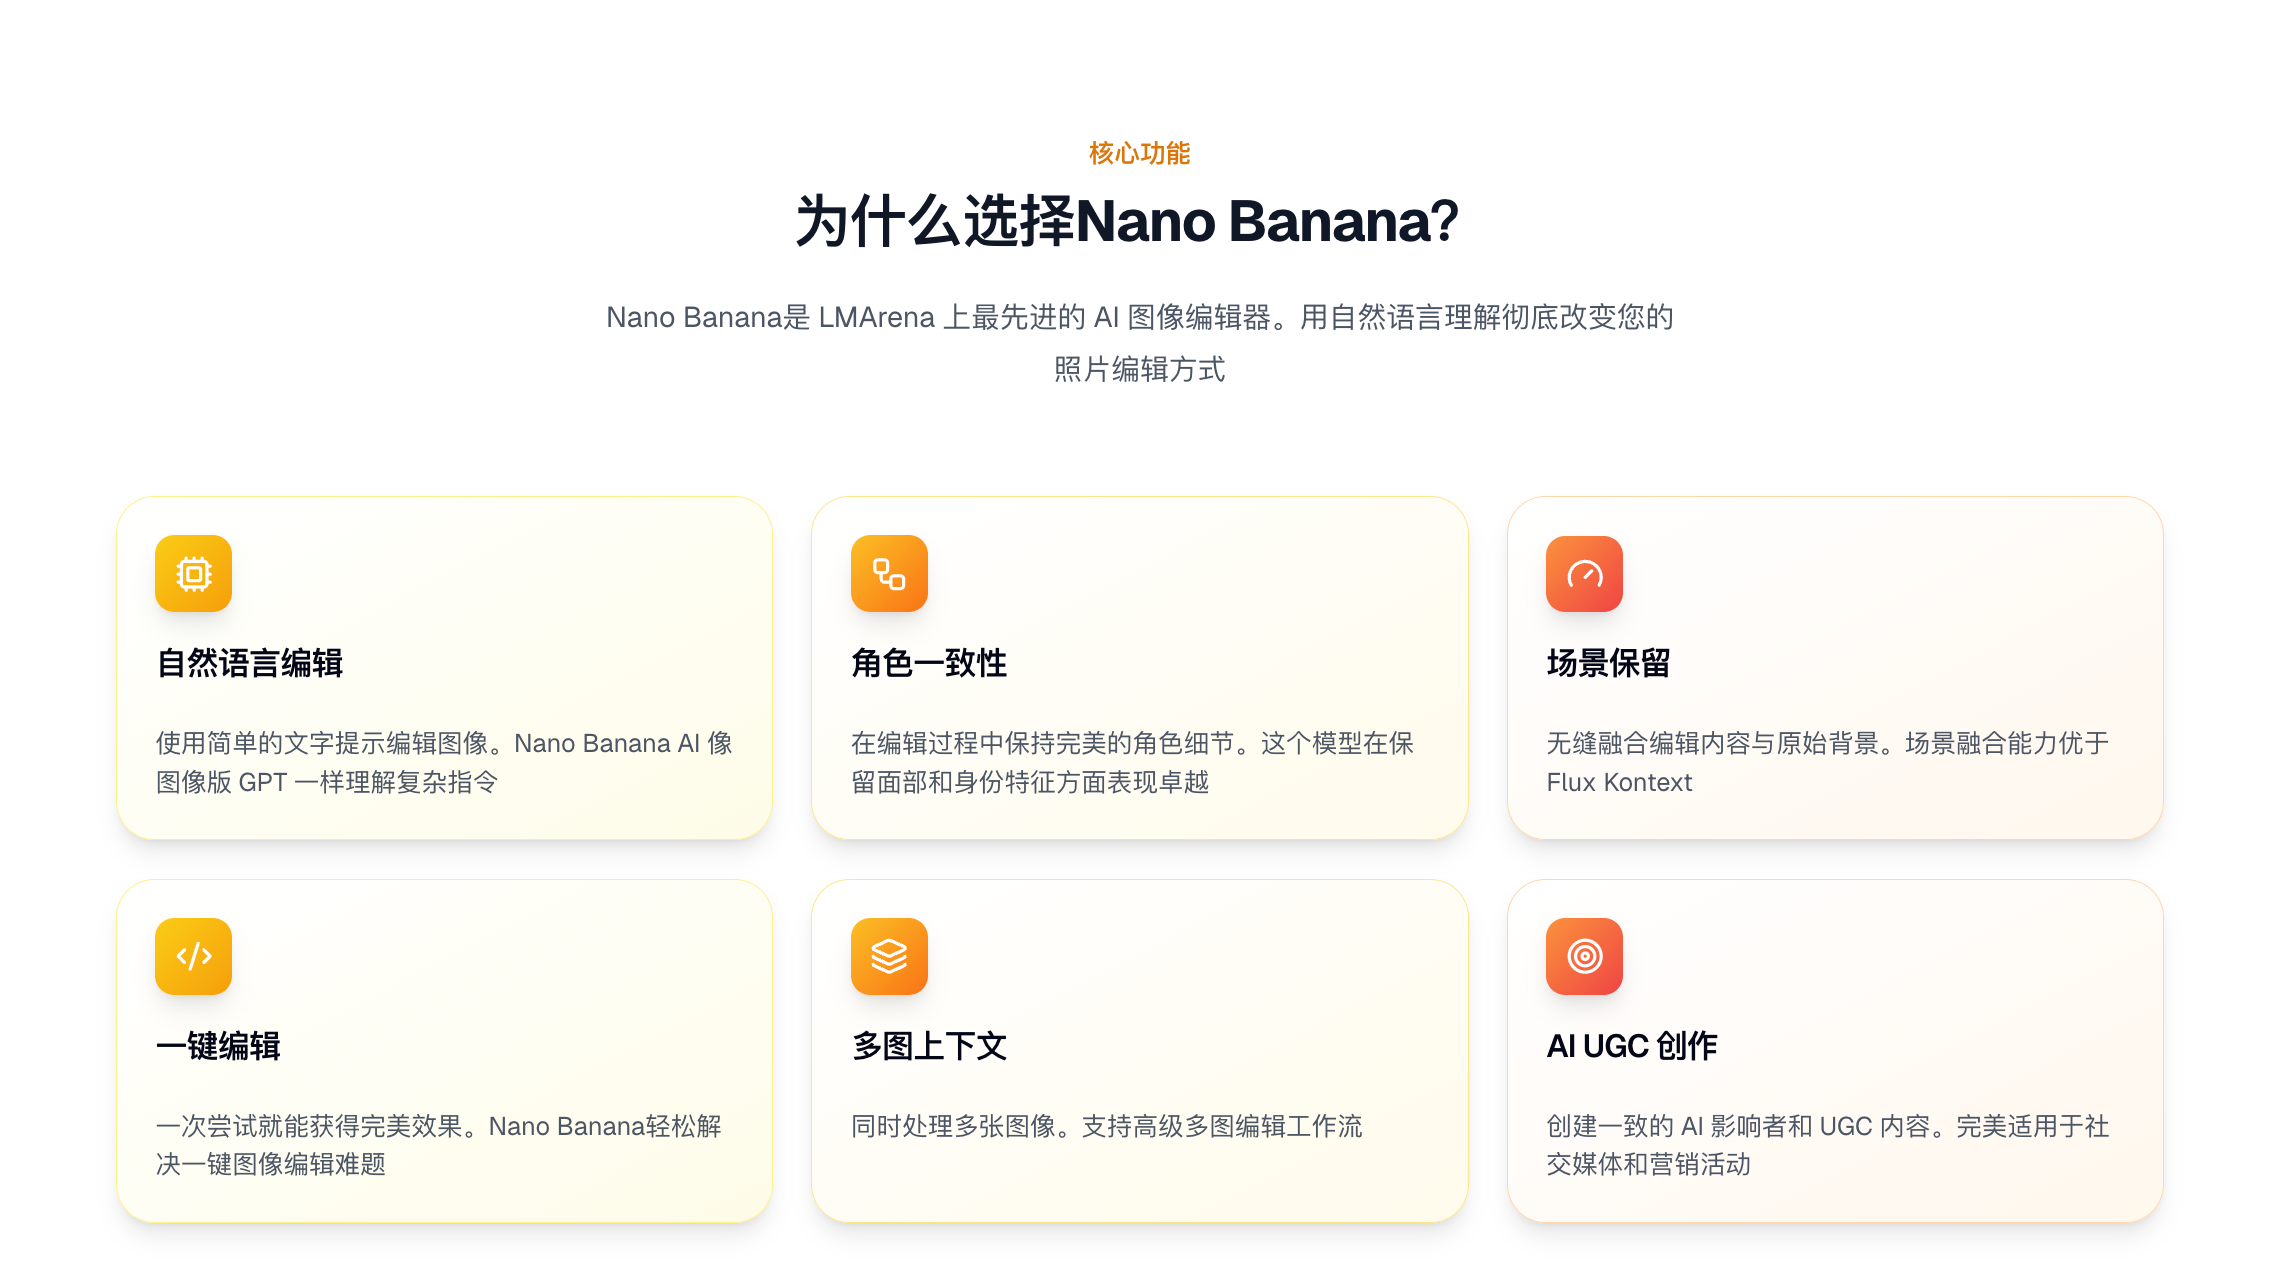 核心功能
为什么选择Nano Banana?
Nano Banana是 LMArena 上最先进的 AI 图像编辑器。用自然语言理解彻底改变您的
照片编辑方式
自然语言编辑
使用简单的文字提示编辑图像。Nano Banana AI 像
图像版 GPT 一样理解复杂指令
角色一致性
在编辑过程中保持完美的角色细节。这个模型在保
留面部和身份特征方面表现卓越
场景保留
无缝融合编辑内容与原始背景。场景融合能力优于
Flux Kontext
一键编辑
一次尝试就能获得完美效果。Nano Banana轻松解
决一键图像编辑难题
多图上下文
同时处理多张图像。支持高级多图编辑工作流
AI UGC 创作
创建一致的 AI 影响者和 UGC 内容。完美适用于社
交媒体和营销活动